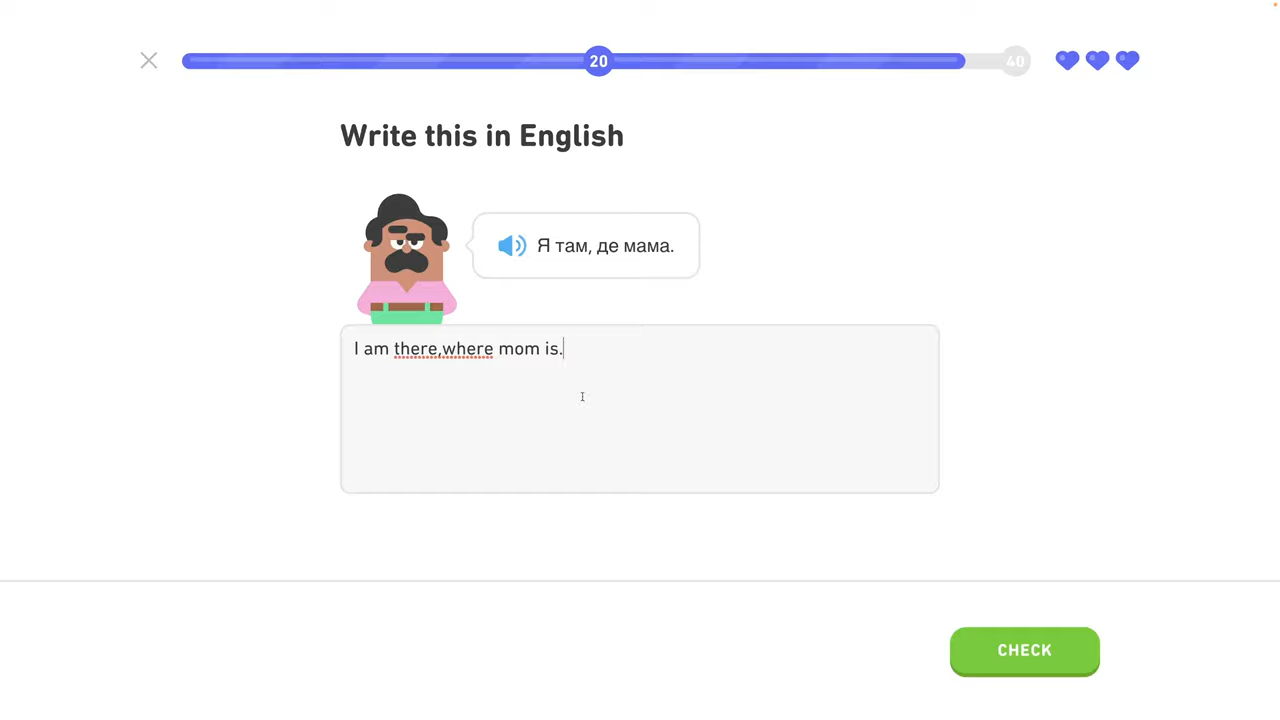 20
40
Write this in English
Я там, де мама.
I am there,where mom is.
CHECK